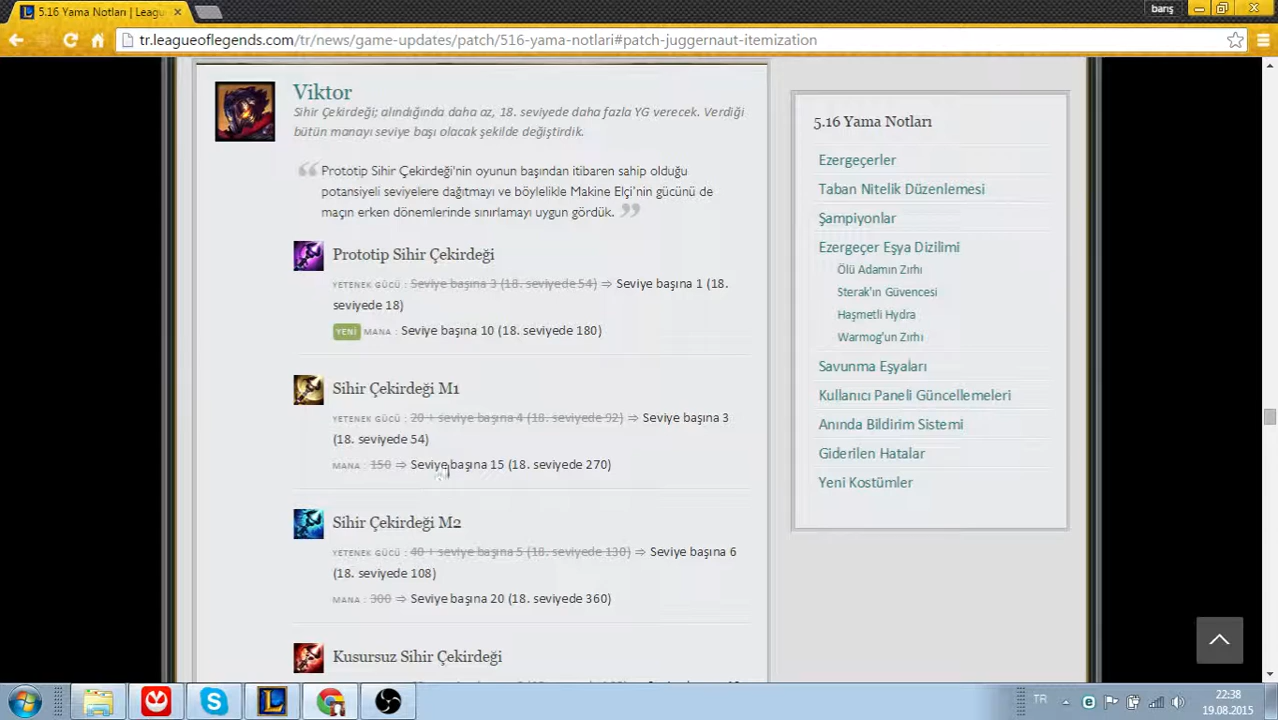 5.16 Yama Notları | Leagu
barış
tr.leagueoflegends.com/tr/news/game-updates/patch/516-yama-notlari#patch-juggernaut-itemization
Viktor
Sihir Çekirdeği; alındığında daha az, 18. seviyede daha fazla YG verecek. Verdiği
bütün manayı seviye başı olacak şekilde değiştirdik.
Prototip Sihir Çekirdeği'nin oyunun başından itibaren sahip olduğu
potansiyeli seviyelere dağıtmayı ve böylelikle Makine Elçi'nin gücünü de
maçın erken dönemlerinde sınırlamayı uygun gördük.
Prototip Sihir Çekirdeği
YETENEK GÜCÜ : Seviye başına 3 (18. seviyede 54) ⇒ Seviye başına 1 (18.
seviyede 18)
YENİ MANA : Seviye başına 10 (18. seviyede 180)
Sihir Çekirdeği M1
YETENEK GÜCÜ : 20 + seviye başına 4 (18. seviyede 92) ⇒ Seviye başına 3
(18. seviyede 54)
MANA : 150 ⇒ Seviye başına 15 (18. seviyede 270)
Sihir Çekirdeği M2
YETENEK GÜCÜ : 40 + seviye başına 5 (18. seviyede 130) ⇒ Seviye başına 6
(18. seviyede 108)
MANA : 300 ⇒ Seviye başına 20 (18. seviyede 360)
Kusursuz Sihir Çekirdeği
5.16 Yama Notları
Ezergeçerler
Taban Nitelik Düzenlemesi
Şampiyonlar
Ezergeçer Eşya Dizilimi
Ölü Adamın Zırhı
Sterak'ın Güvencesi
Haşmetli Hydra
Warmog'un Zırhı
Savunma Eşyaları
Kullanıcı Paneli Güncellemeleri
Anında Bildirim Sistemi
Giderilen Hatalar
Yeni Kostümler
TR
22:38
19.08.2015